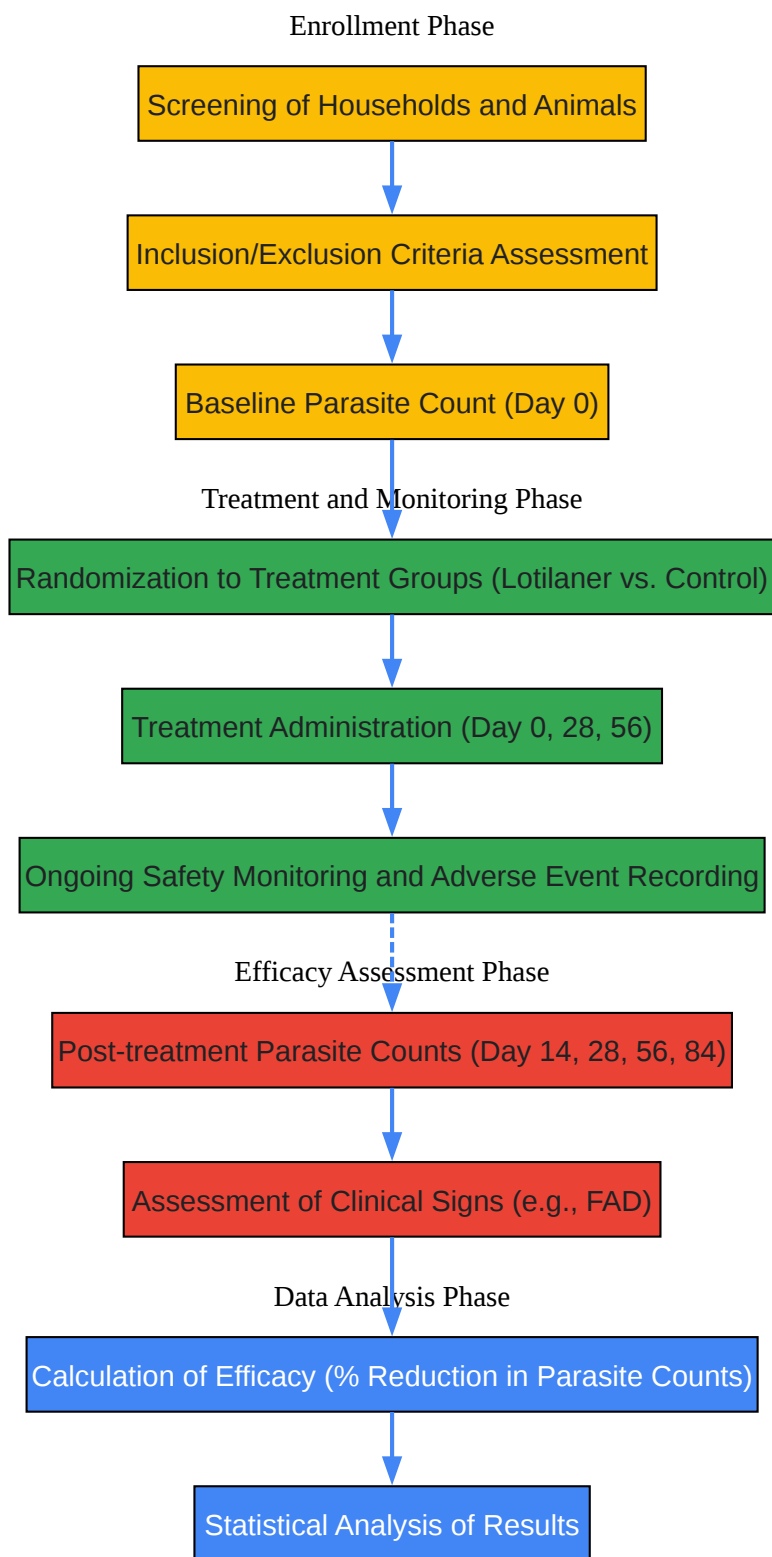 Enrollment Phase
Screening of Households and Animals
Inclusion/Exclusion Criteria Assessment
Baseline Parasite Count (Day 0)
Treatment and Monitoring Phase
Randomization to Treatment Groups (Lotilaner vs. Control)
Treatment Administration (Day 0, 28, 56)
Ongoing Safety Monitoring and Adverse Event Recording
Efficacy Assessment Phase
Post-treatment Parasite Counts (Day 14, 28, 56, 84)
Assessment of Clinical Signs (e.g., FAD)
Data Analysis Phase
Calculation of Efficacy (% Reduction in Parasite Counts)
Statistical Analysis of Results